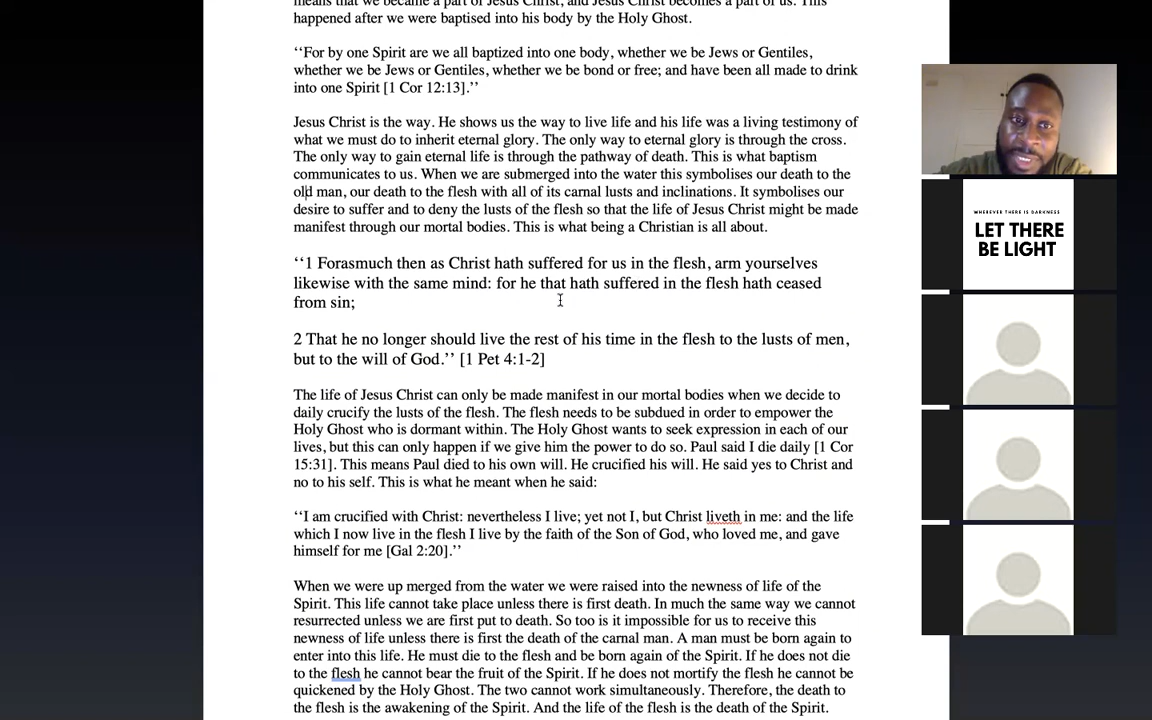 means that we became a part of Jesus Christ, and Jesus Christ becomes a part of us. This
happened after we were baptised into his body by the Holy Ghost.
‘‘For by one Spirit are we all baptized into one body, whether we be Jews or Gentiles,
whether we be Jews or Gentiles, whether we be bond or free; and have been all made to drink
into one Spirit [1 Cor 12:13].’’
Jesus Christ is the way. He shows us the way to live life and his life was a living testimony of
what we must do to inherit eternal glory. The only way to eternal glory is through the cross.
The only way to gain eternal life is through the pathway of death. This is what baptism
communicates to us. When we are submerged into the water this symbolises our death to the
old man, our death to the flesh with all of its carnal lusts and inclinations. It symbolises our
desire to suffer and to deny the lusts of the flesh so that the life of Jesus Christ might be made
manifest through our mortal bodies. This is what being a Christian is all about.
‘‘1 Forasmuch then as Christ hath suffered for us in the flesh, arm yourselves
likewise with the same mind: for he that hath suffered in the flesh hath ceased
from sin;
2 That he no longer should live the rest of his time in the flesh to the lusts of men,
but to the will of God.’’ [1 Pet 4:1-2]
The life of Jesus Christ can only be made manifest in our mortal bodies when we decide to
daily crucify the lusts of the flesh. The flesh needs to be subdued in order to empower the
Holy Ghost who is dormant within. The Holy Ghost wants to seek expression in each of our
lives, but this can only happen if we give him the power to do so. Paul said I die daily [1 Cor
15:31]. This means Paul died to his own will. He crucified his will. He said yes to Christ and
no to his self. This is what he meant when he said:
‘‘I am crucified with Christ: nevertheless I live; yet not I, but Christ liveth in me: and the life
which I now live in the flesh I live by the faith of the Son of God, who loved me, and gave
himself for me [Gal 2:20].’’
When we were up merged from the water we were raised into the newness of life of the
Spirit. This life cannot take place unless there is first death. In much the same way we cannot
resurrected unless we are first put to death. So too is it impossible for us to receive this
newness of life unless there is first the death of the carnal man. A man must be born again to
enter into this life. He must die to the flesh and be born again of the Spirit. If he does not die
to the flesh he cannot bear the fruit of the Spirit. If he does not mortify the flesh he cannot be
quickened by the Holy Ghost. The two cannot work simultaneously. Therefore, the death to
the flesh is the awakening of the Spirit. And the life of the flesh is the death of the Spirit.
WHEREVER THERE IS DARKNESS
LET THERE
BE LIGHT